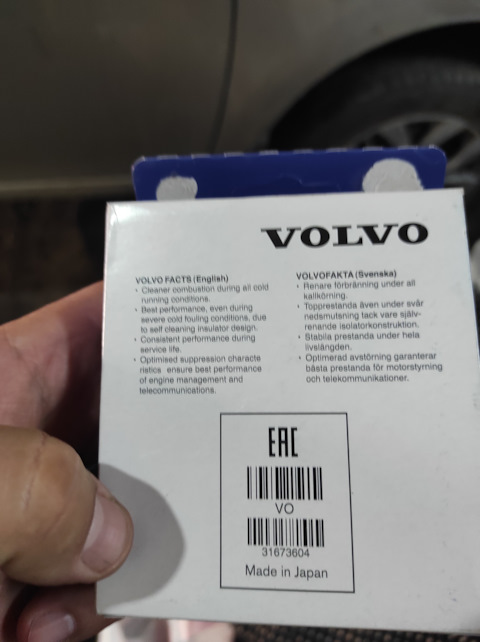 VOLVO
VOLVO FACTS (English)
• Cleaner combustion during all cold
running conditions.
• Best performance, even during
severe cold fouling conditions, due
to self cleaning insulator design.
• Consistent performance during
service life.
• Optimised suppression characte
ristics ensure best performance
of engine management and
telecommunications.
VOLVOFAKTA (Svenska)
• Renare förbränning under all
kallkörning.
• Topprestanda även under svår
nedsmutsning tack vare själv-
renande isolatorkonstruktion.
• Stabila prestanda under hela
livslängden.
• Optimerad avstörning garanterar
bästa prestanda för motorstyrning
och telekommunikationer.
EAC
VO
31673604
Made in Japan